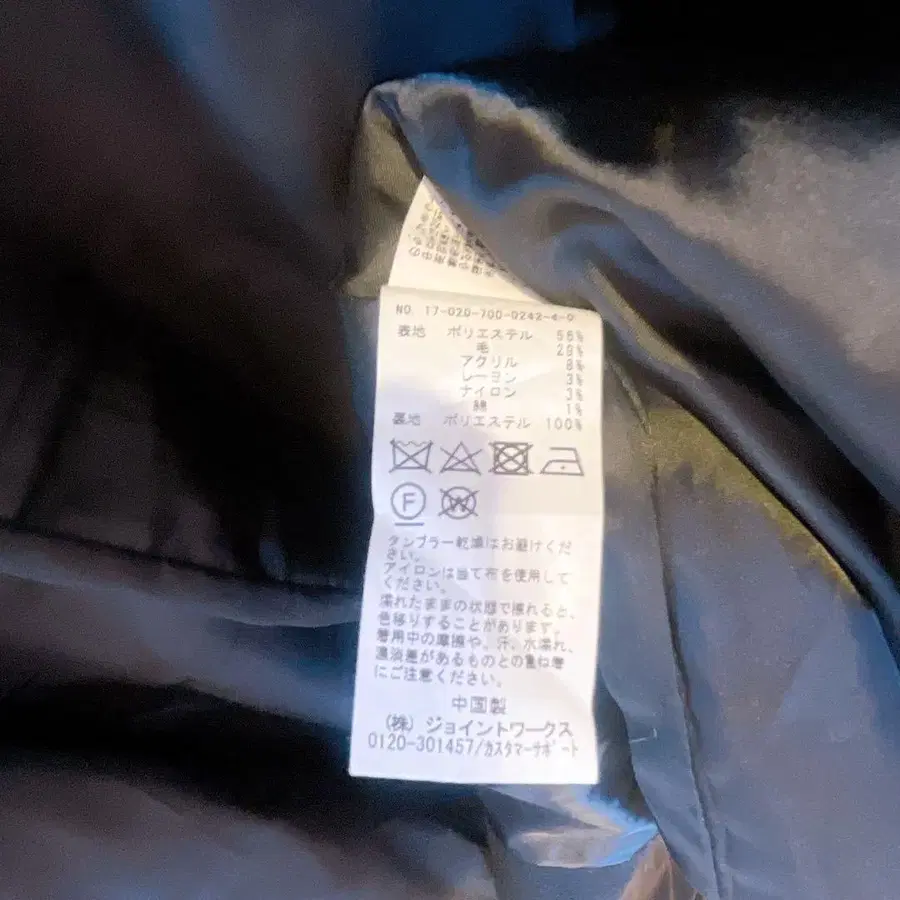 NO. 17-020-700-0242-4-0
表地 ポリエステル 56%
毛 29%
アクリル 8%
レーヨン 3%
ナイロン 3%
綿 1%
裏地 ポリエステル 100%
F
W
タンブラー乾燥はお避けくだ
さい。
アイロンは当て布を使用して
ください。
濡れたままの状態で擦れると、
色移りすることがあります。
着用中の摩擦や、汗、水濡れ、
濃淡差があるものとの重ね着
にご注意ください。
中国製
(株) ジョイントワークス
0120-301457/カスタマーサポート